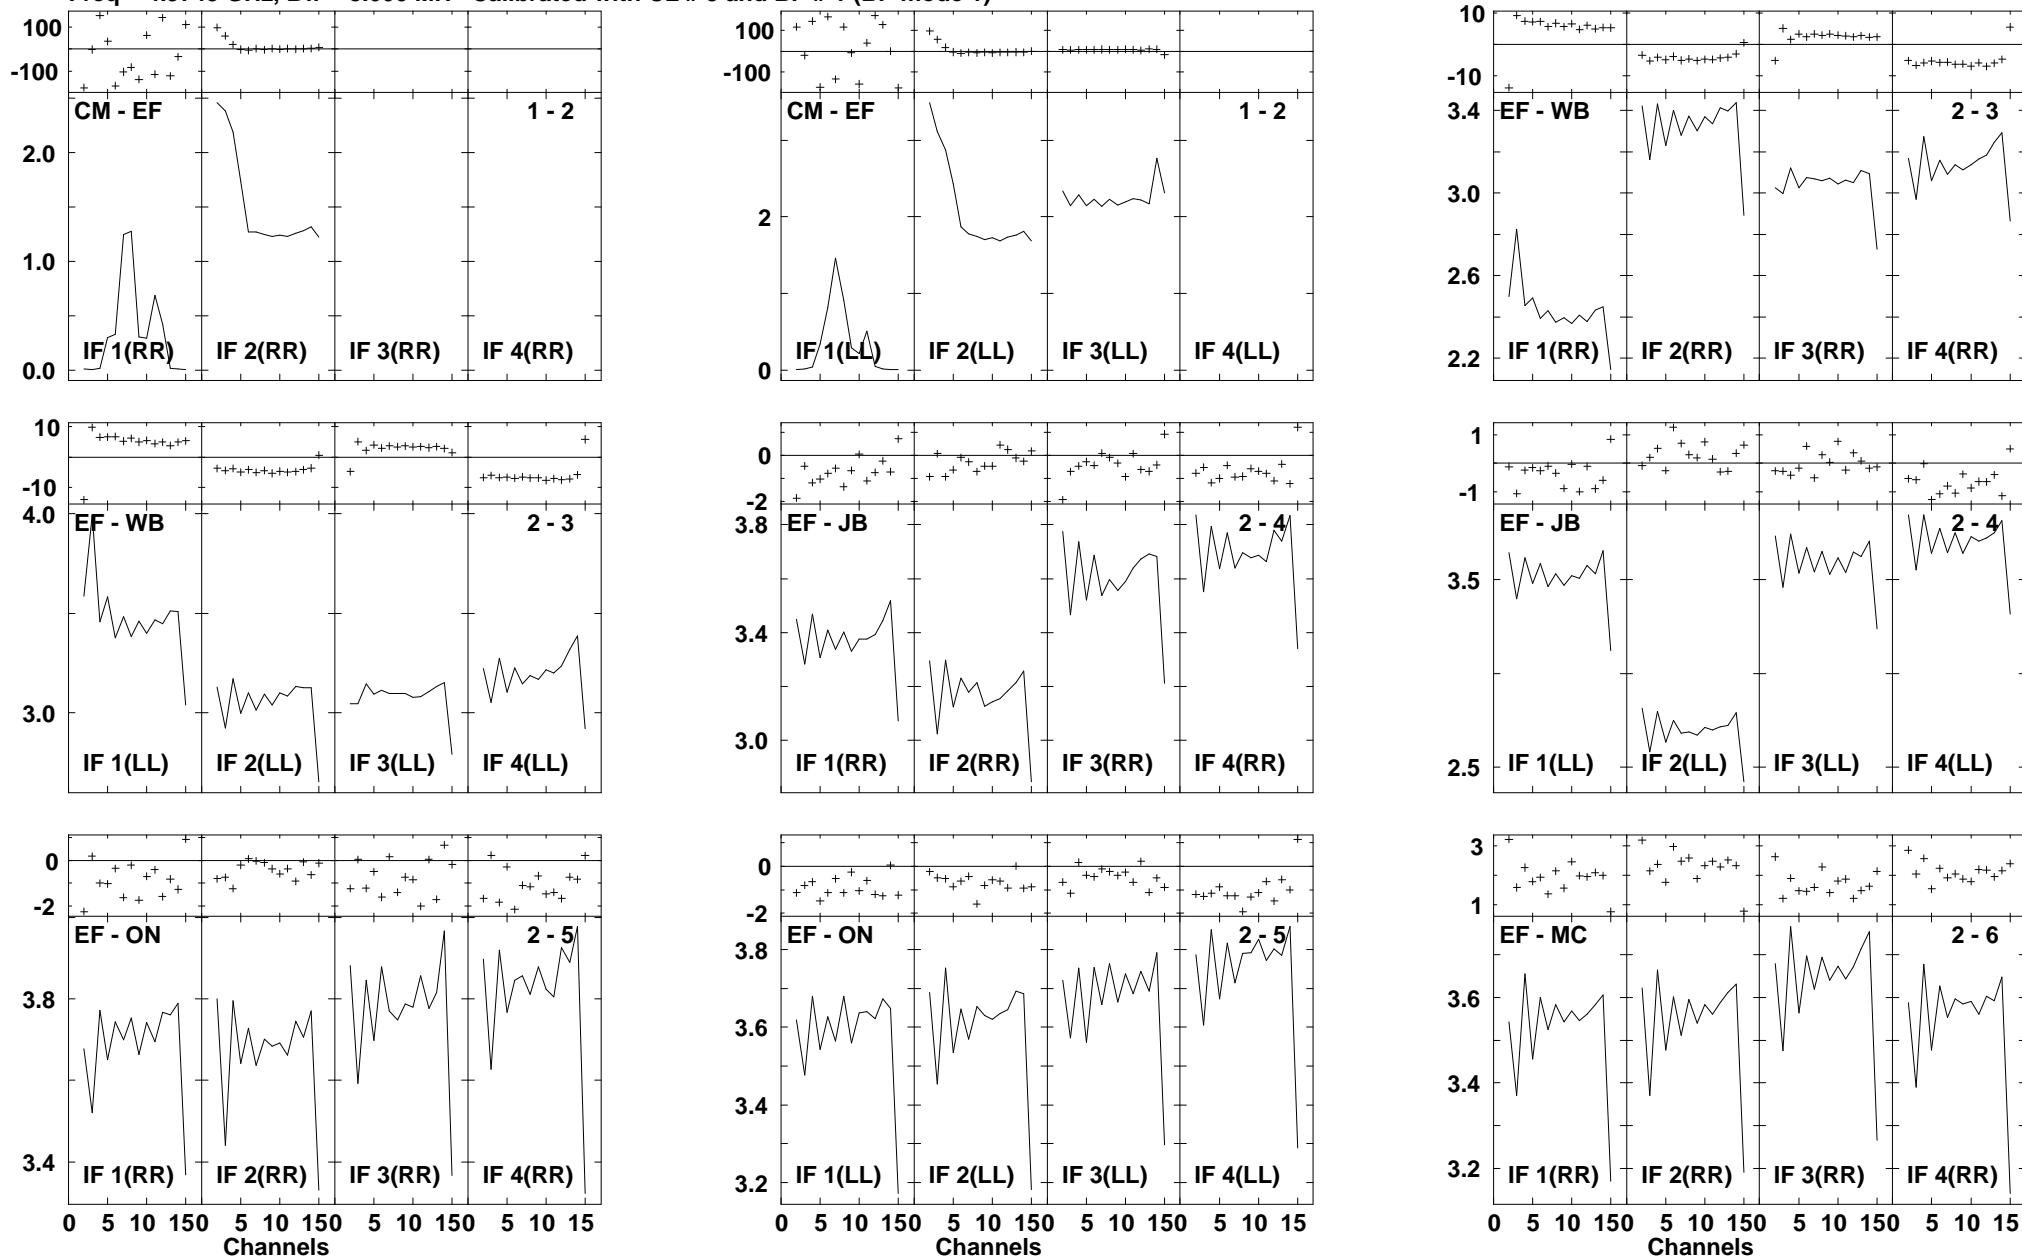 100
-100
CM - EF 1 - 2
2.0
1.0
0.0
IF 1(RR) IF 2(RR) IF 3(RR) IF 4(RR)
100
-100
CM - EF 1 - 2
2
0
IF 1(LL) IF 2(LL) IF 3(LL) IF 4(LL)
10
-10
EF - WB 2 - 3
3.4
3.0
2.6
2.2
IF 1(RR) IF 2(RR) IF 3(RR) IF 4(RR)
10
-10
4.0
EF - WB 2 - 3
3.0
IF 1(LL) IF 2(LL) IF 3(LL) IF 4(LL)
0
-2
EF - JB 2 - 4
3.8
3.4
3.0
IF 1(RR) IF 2(RR) IF 3(RR) IF 4(RR)
1
-1
EF - JB 2 - 4
3.5
2.5
IF 1(LL) IF 2(LL) IF 3(LL) IF 4(LL)
0
-2
EF - ON 2 - 5
3.8
3.4
IF 1(RR) IF 2(RR) IF 3(RR) IF 4(RR)
0 5 10 150 5 10 150 5 10 150 5 10 15
Channels
0
-2
EF - ON 2 - 5
3.8
3.6
3.4
3.2
IF 1(LL) IF 2(LL) IF 3(LL) IF 4(LL)
0 5 10 150 5 10 150 5 10 150 5 10 15
Channels
3
1
EF - MC 2 - 6
3.6
3.4
3.2
IF 1(RR) IF 2(RR) IF 3(RR) IF 4(RR)
0 5 10 150 5 10 150 5 10 150 5 10 15
Channels